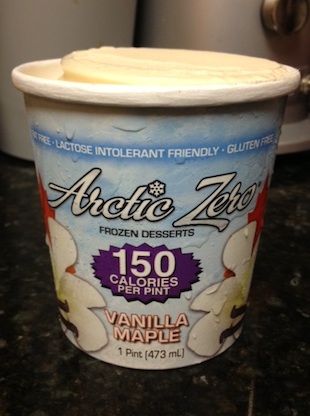 FREE • LACTOSE INTOLERANT FRIENDLY • GLUTEN FREE
Arctic Zero
FROZEN DESSERTS
150
CALORIES
PER PINT
VANILLA
MAPLE
1 Pint (473 mL)